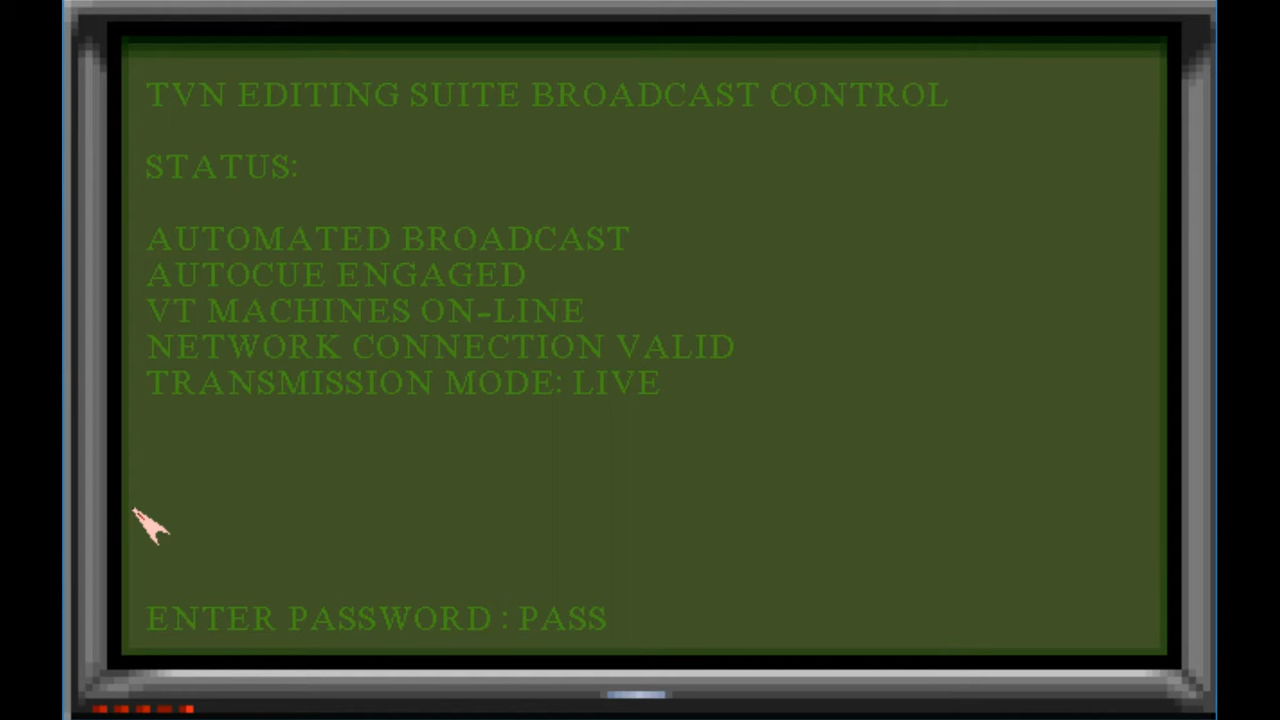 TVN EDITING SUITE BROADCAST CONTROL
STATUS:
AUTOMATED BROADCAST
AUTOCUE ENGAGED
VT MACHINES ON-LINE
NETWORK CONNECTION VALID
TRANSMISSION MODE: LIVE
ENTER PASSWORD : PASS